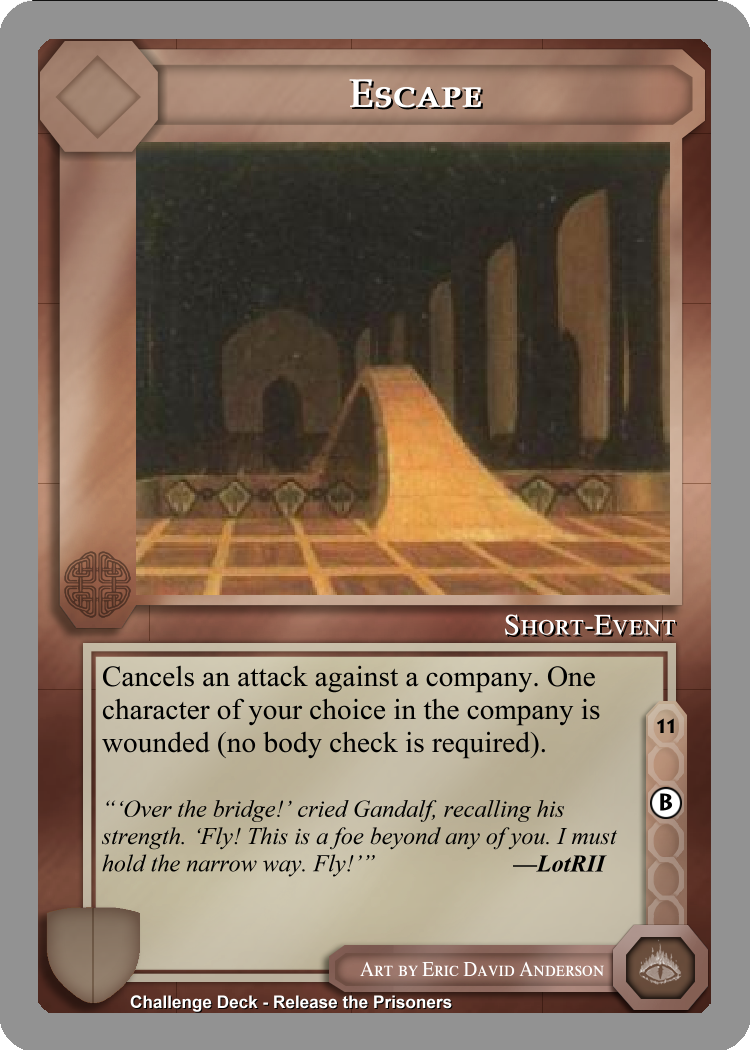 Escape
Short-Event
Cancels an attack against a company. One
character of your choice in the company is
wounded (no body check is required).
11
B
“‘Over the bridge!’ cried Gandalf, recalling his
strength. ‘Fly! This is a foe beyond any of you. I must
hold the narrow way. Fly!’” —LotRII
Art by Eric David Anderson
Challenge Deck - Release the Prisoners